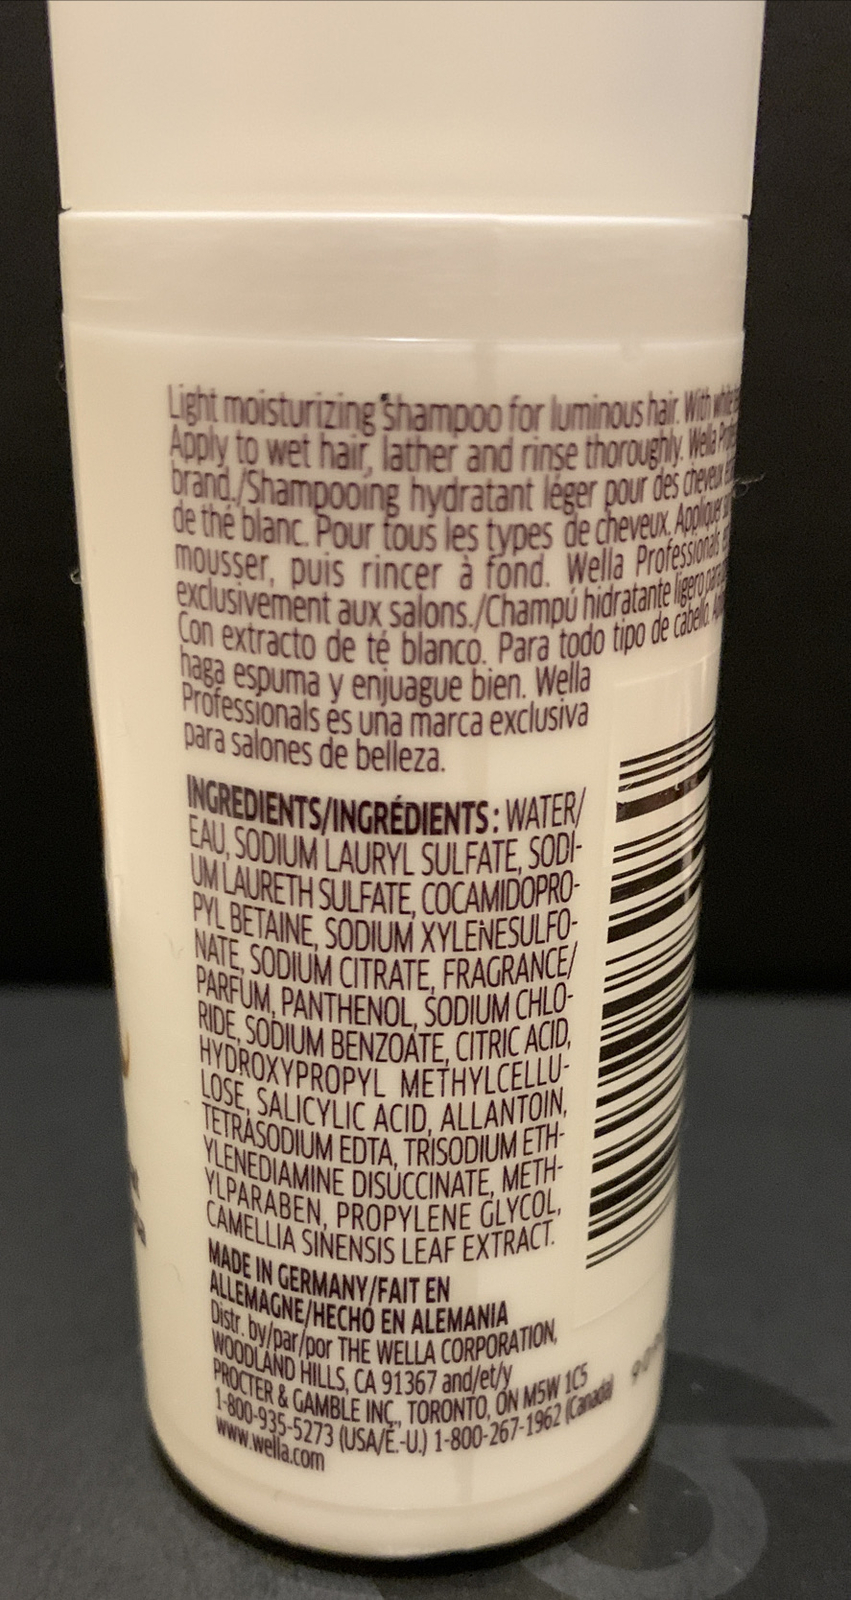 Light moisturizing shampoo for luminous hair. With white
Apply to wet hair, lather and rinse thoroughly. Wella
brand./Shampooing hydratant léger pour des cheveux
de thé blanc. Pour tous les types de cheveux. Appliquer
mousser, puis rincer à fond. Wella Professionals
exclusivement aux salons./Champú hidratante ligero para
Con extracto de té blanco. Para todo tipo de cabello.
haga espuma y enjuague bien. Wella
Professionals es una marca exclusiva
para salones de belleza.
INGREDIENTS/INGRÉDIENTS: WATER/
EAU, SODIUM LAURYL SULFATE, SODI-
UM LAURETH SULFATE, COCAMIDOPRO-
PYL BETAINE, SODIUM XYLENESULFO-
NATE, SODIUM CITRATE, FRAGRANCE/
PARFUM, PANTHENOL, SODIUM CHLO-
RIDE, SODIUM BENZOATE, CITRIC ACID,
HYDROXYPROPYL METHYLCELLU-
LOSE, SALICYLIC ACID, ALLANTOIN,
TETRASODIUM EDTA, TRISODIUM ETH-
YLENEDIAMINE DISUCCINATE, METH-
YLPARABEN, PROPYLENE GLYCOL,
CAMELLIA SINENSIS LEAF EXTRACT.
MADE IN GERMANY/FAIT EN
ALLEMAGNE/HECHO EN ALEMANIA
Distr. by/par/por THE WELLA CORPORATION,
WOODLAND HILLS, CA 91367 and/et/y
PROCTER & GAMBLE INC., TORONTO, ON M5W 1C5
1-800-935-5273 (USA/É.-U.) 1-800-267-1962 (Canada)
www.wella.com